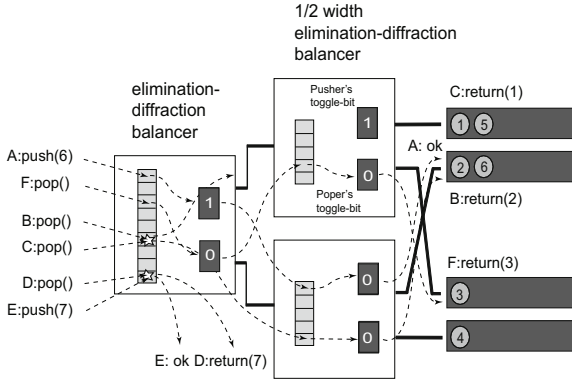 1/2 width
elimination-diffraction
balancer
elimination-
diffraction
balancer
A:push(6)
F:pop()
B:pop()
C:pop()
D:pop()
E:push(7)
1
0
E: ok D:return(7)
Pusher's
toggle-bit
1
0
Poper's
toggle-bit
0
0
C:return(1)
1 5
A: ok
2 6
B:return(2)
F:return(3)
3
4